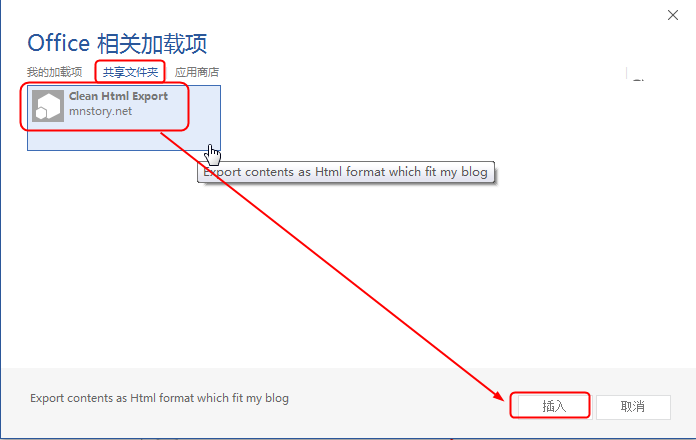 Office 相关加载项
我的加载项 共享文件夹 应用商店
Clean Html Export
mnstory.net
Export contents as Html format which fit my blog
Export contents as Html format which fit my blog
插入 取消